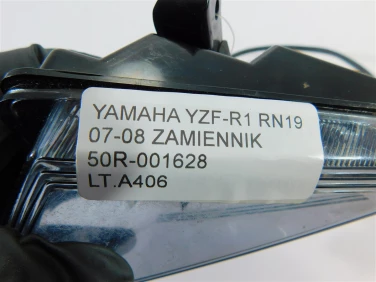 YAMAHA YZF-R1 RN19
07-08 ZAMIENNIK
50R-001628
LT.A406